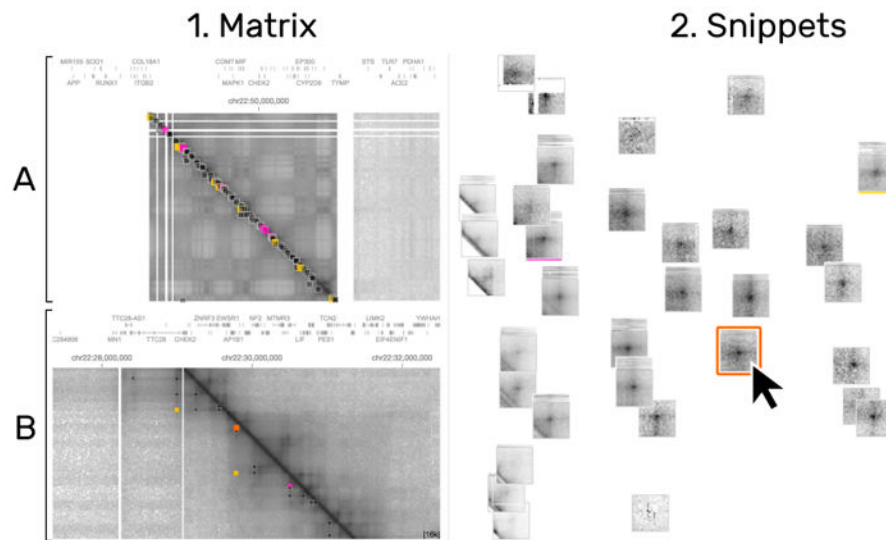 1. Matrix
2. Snippets
MIR155 SOD1 COL18A1 COMT MIF EP300 STS TLR7 PDHA1
APP RUNX1 ITGB2 MAPK1 CHEK2 CYP2D6 TYMP ACE2
chr22:50,000,000
A
TTC28-AS1 ZNRF3 EWSR1 NF2 MTMR3 TCN2 LIMK2 YWHAH
MN1 TTC28 CHEK2 AP1B1 LIF PES1 EIF4ENIF1
chr22:28,000,000 chr22:30,000,000 chr22:32,000,000
B
[16k]